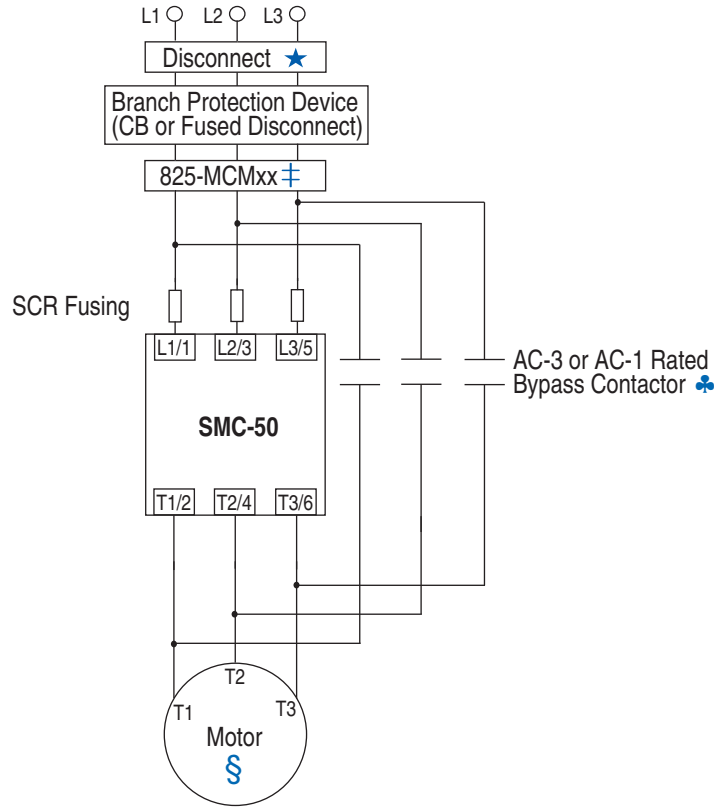 L1 L2 L3
Disconnect ★
Branch Protection Device
(CB or Fused Disconnect)
825-MCMxx ‡
SCR Fusing
L1/1 L2/3 L3/5
AC-3 or AC-1 Rated
Bypass Contactor ♣
SMC-50
T1/2 T2/4 T3/6
T2
T1 T3
Motor
§